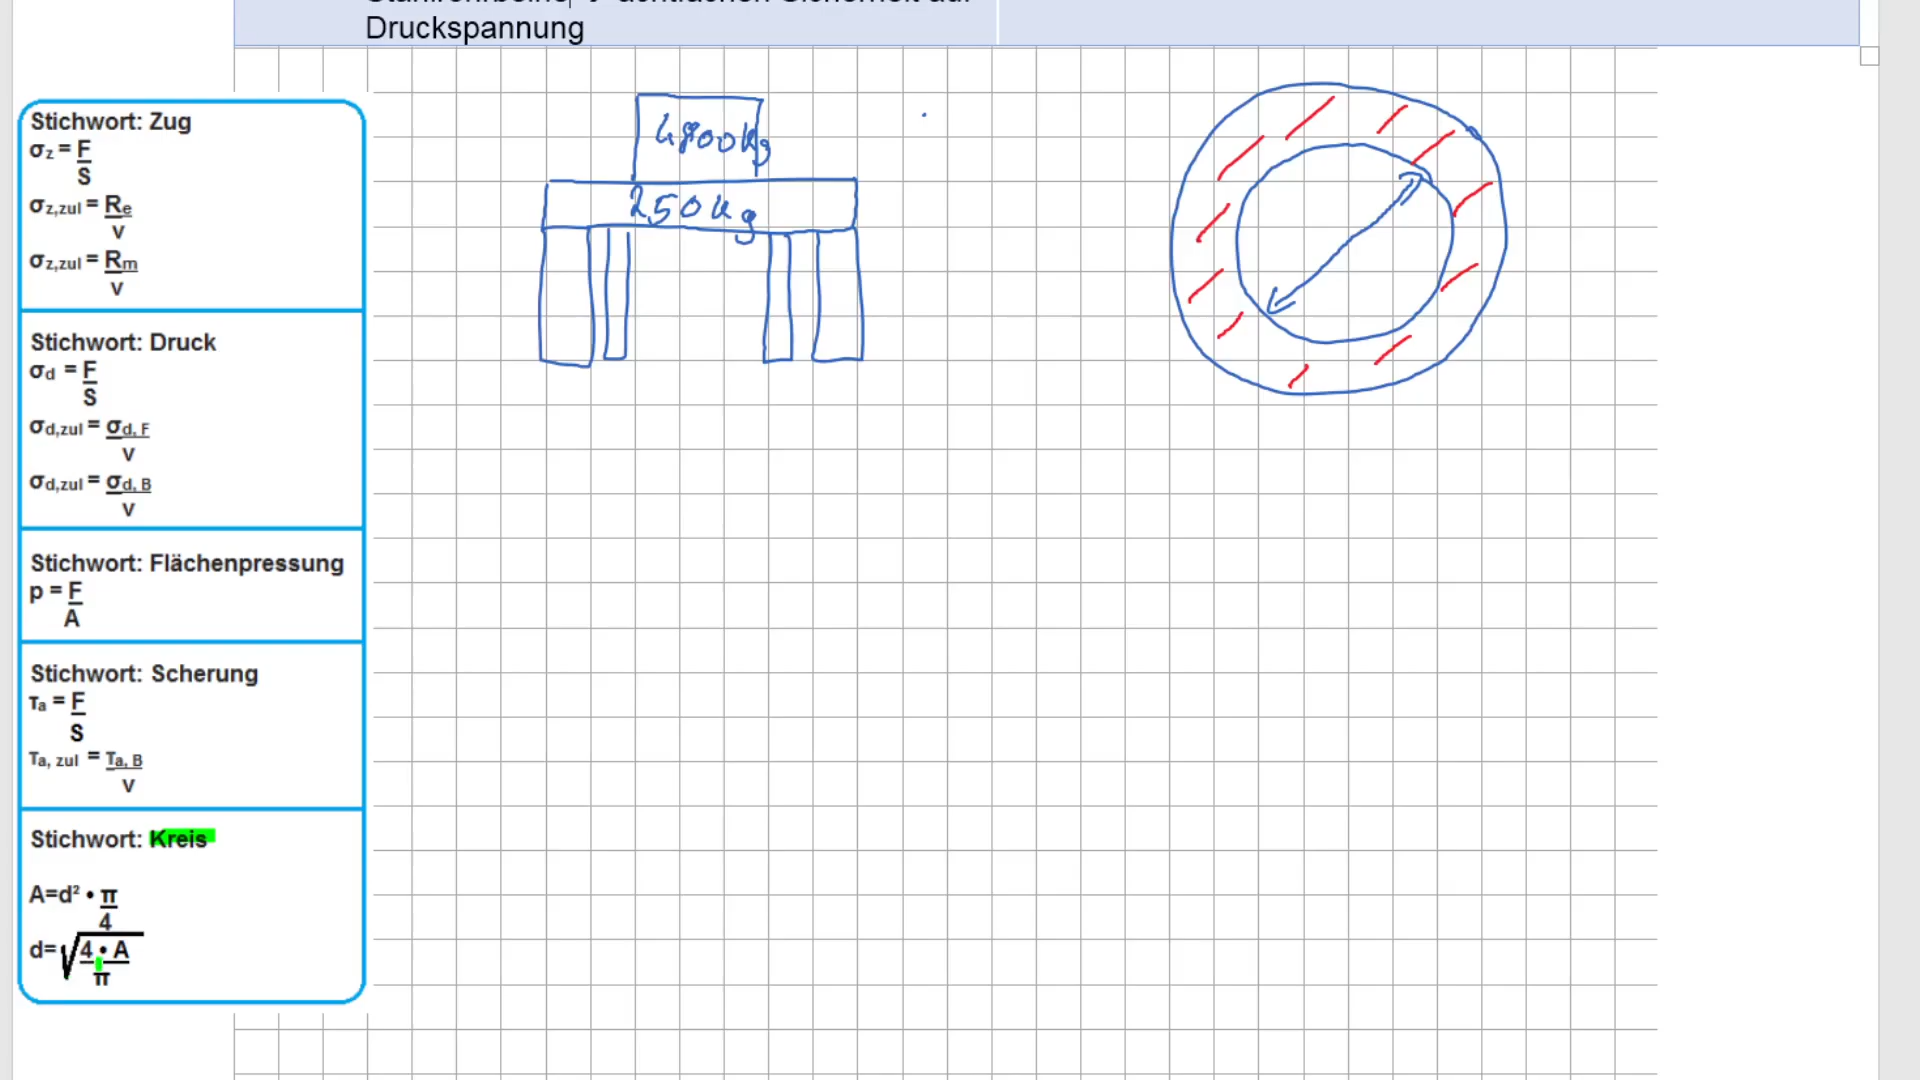 Druckspannung
4800kg
250kg
Stichwort: Zug
σz = F
S
σz,zul = Re
v
σz,zul = Rm
v
Stichwort: Druck
σd = F
S
σd,zul = σd, F
v
σd,zul = σd, B
v
Stichwort: Flächenpressung
p = F
A
Stichwort: Scherung
τa = F
S
τa, zul = τa, B
v
Stichwort: Kreis
A=d² • π
4
d=√4 • A
π